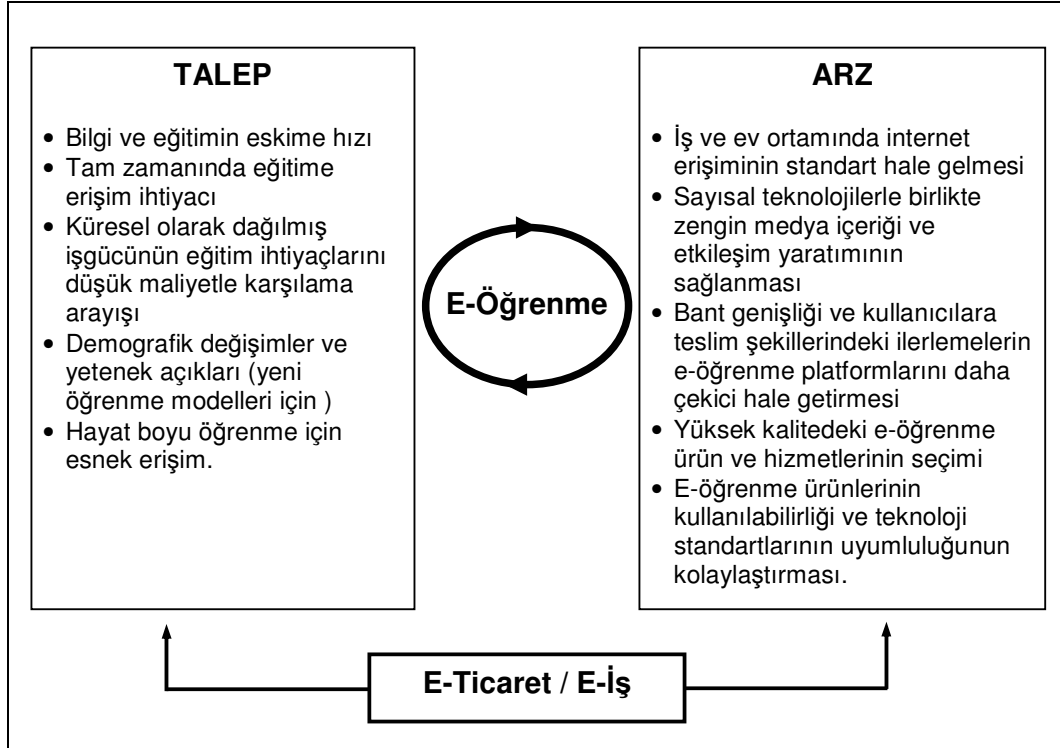 TALEP
• Bilgi ve eğitimin eskime hızı
• Tam zamanında eğitime
erişim ihtiyacı
• Küresel olarak dağılmış
işgücünün eğitim ihtiyaçlarını
düşük maliyetle karşılama
arayışı
• Demografik değişimler ve
yetenek açıkları (yeni
öğrenme modelleri için )
• Hayat boyu öğrenme için
esnek erişim.
E-Öğrenme
ARZ
• İş ve ev ortamında internet
erişiminin standart hale gelmesi
• Sayısal teknolojilerle birlikte
zengin medya içeriği ve
etkileşim yaratımının
sağlanması
• Bant genişliği ve kullanıcılara
teslim şekillerindeki ilerlemelerin
e-öğrenme platformlarını daha
çekici hale getirmesi
• Yüksek kalitedeki e-öğrenme
ürün ve hizmetlerinin seçimi
• E-öğrenme ürünlerinin
kullanılabilirliği ve teknoloji
standartlarının uyumluluğunun
kolaylaştırması.
E-Ticaret / E-İş